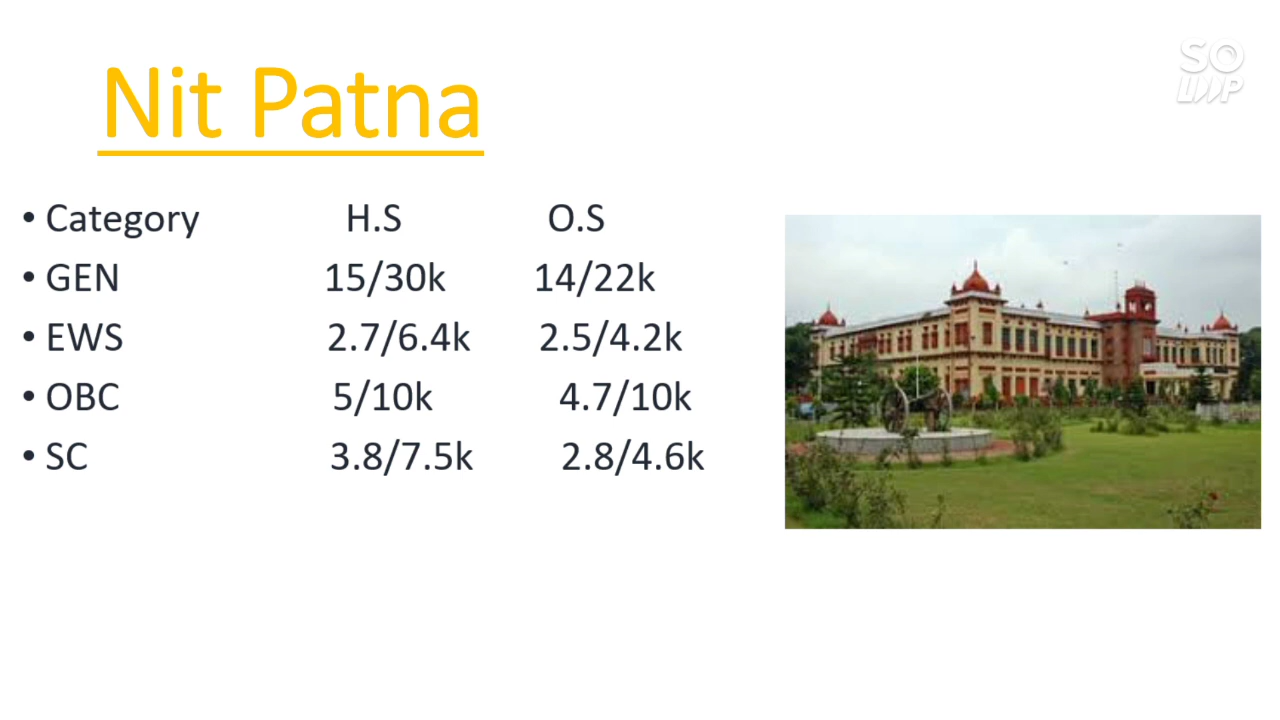 Nit Patna
SO
LOOP
• Category H.S O.S
• GEN 15/30k 14/22k
• EWS 2.7/6.4k 2.5/4.2k
• OBC 5/10k 4.7/10k
• SC 3.8/7.5k 2.8/4.6k